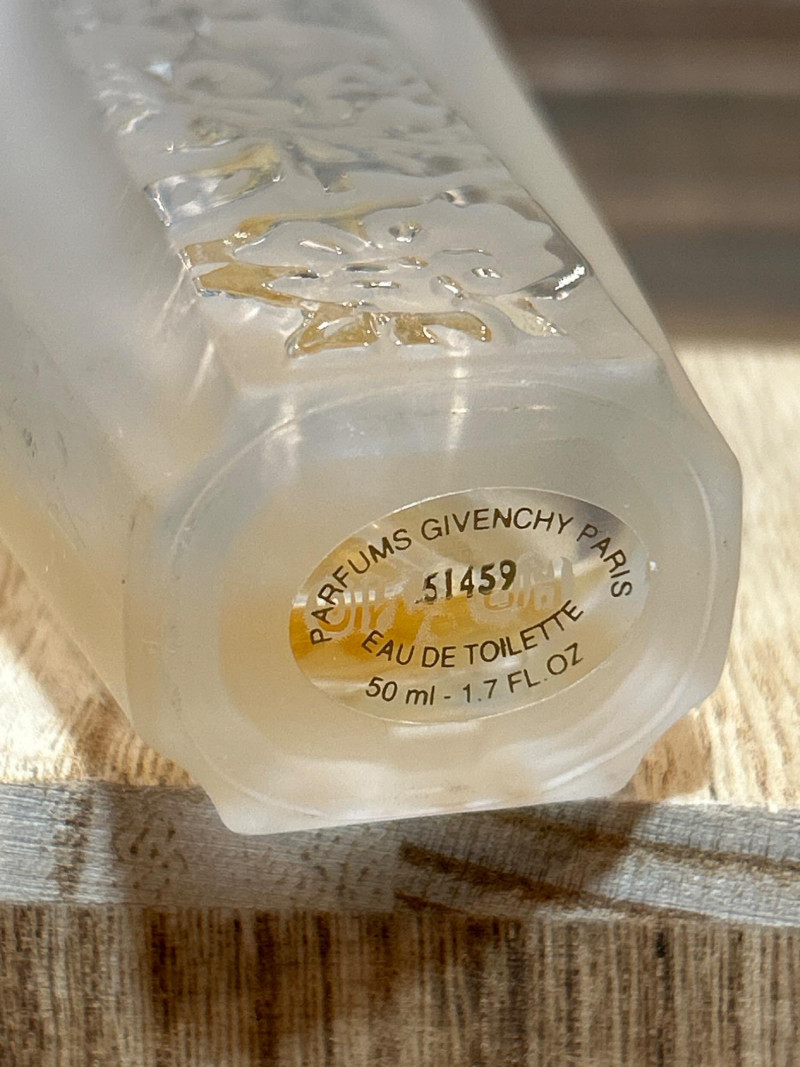 PARFUMS GIVENCHY PARIS
51459
EAU DE TOILETTE
50 ml - 1.7 FL.OZ